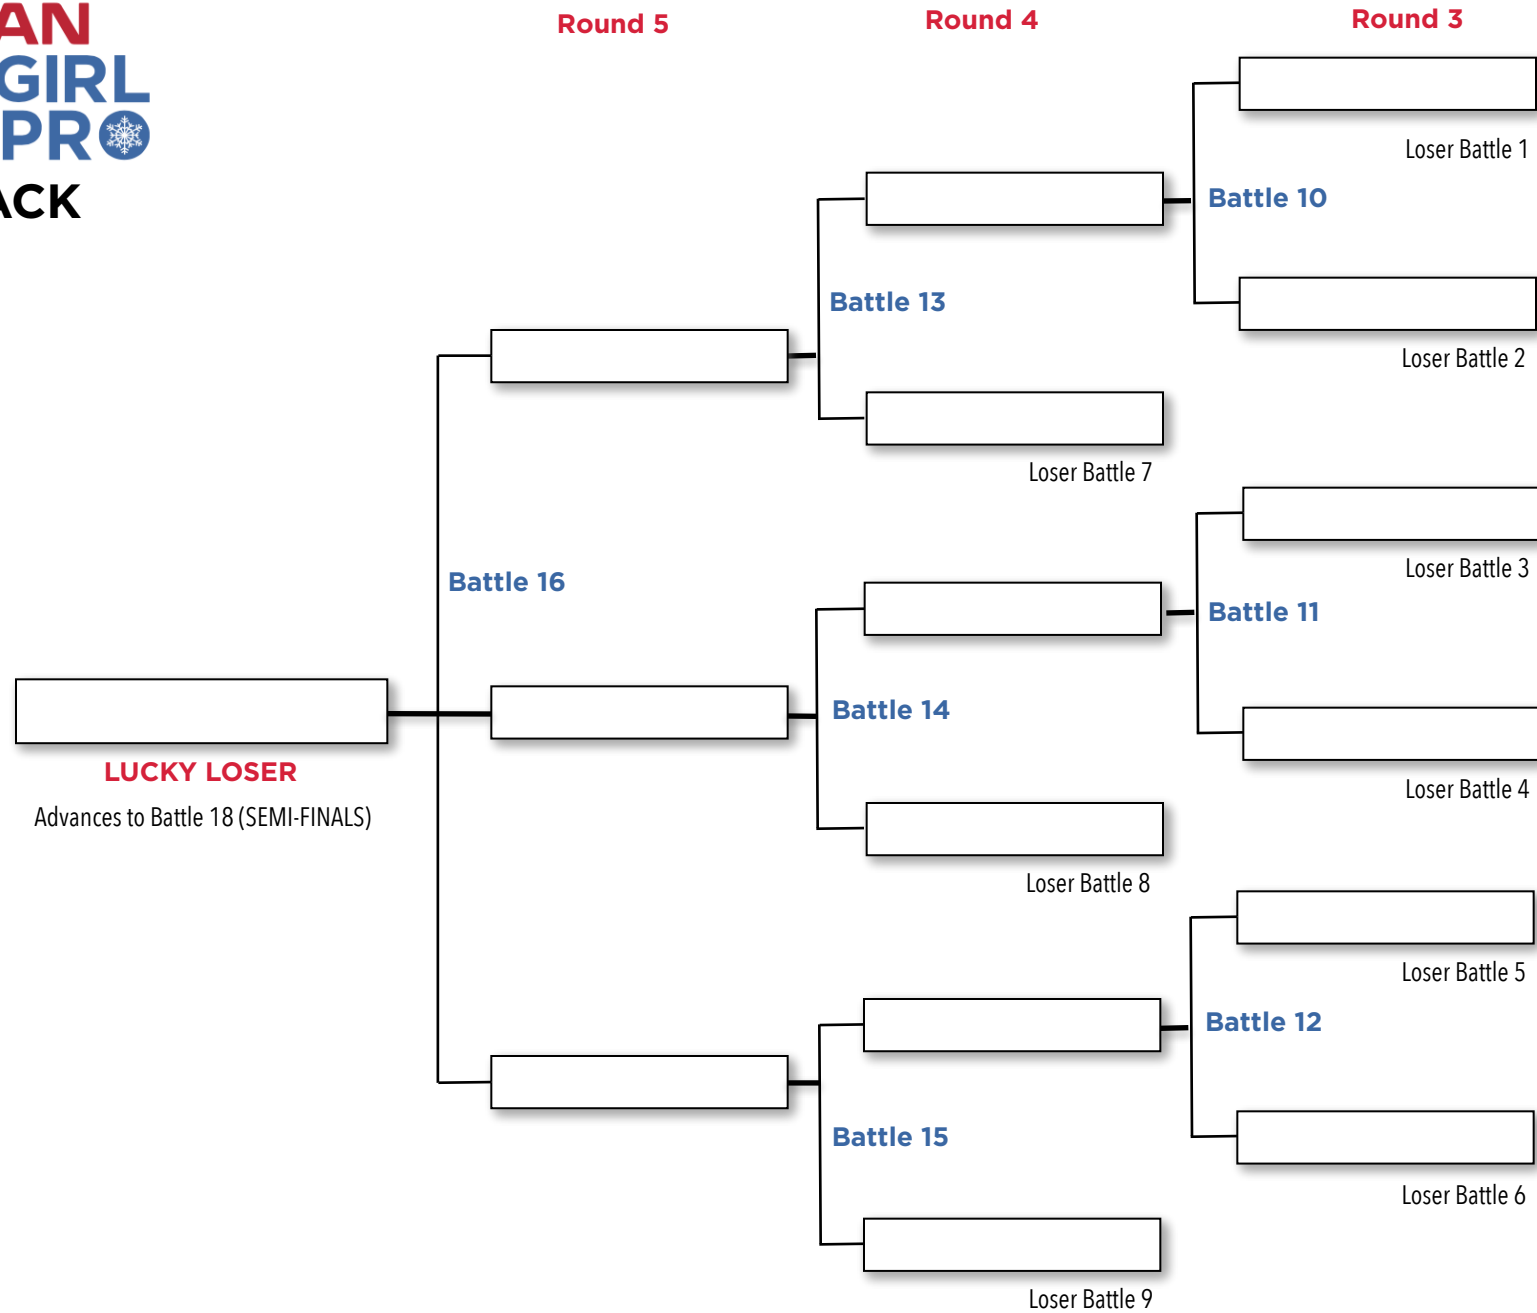 AN
GIRL
PR
ACK
Round 5
Round 4
Round 3
Loser Battle 1
Battle 10
Battle 13
Loser Battle 2
Loser Battle 7
Loser Battle 3
Battle 16
Battle 11
Battle 14
LUCKY LOSER
Advances to Battle 18 (SEMI-FINALS)
Loser Battle 4
Loser Battle 8
Loser Battle 5
Battle 12
Battle 15
Loser Battle 6
Loser Battle 9